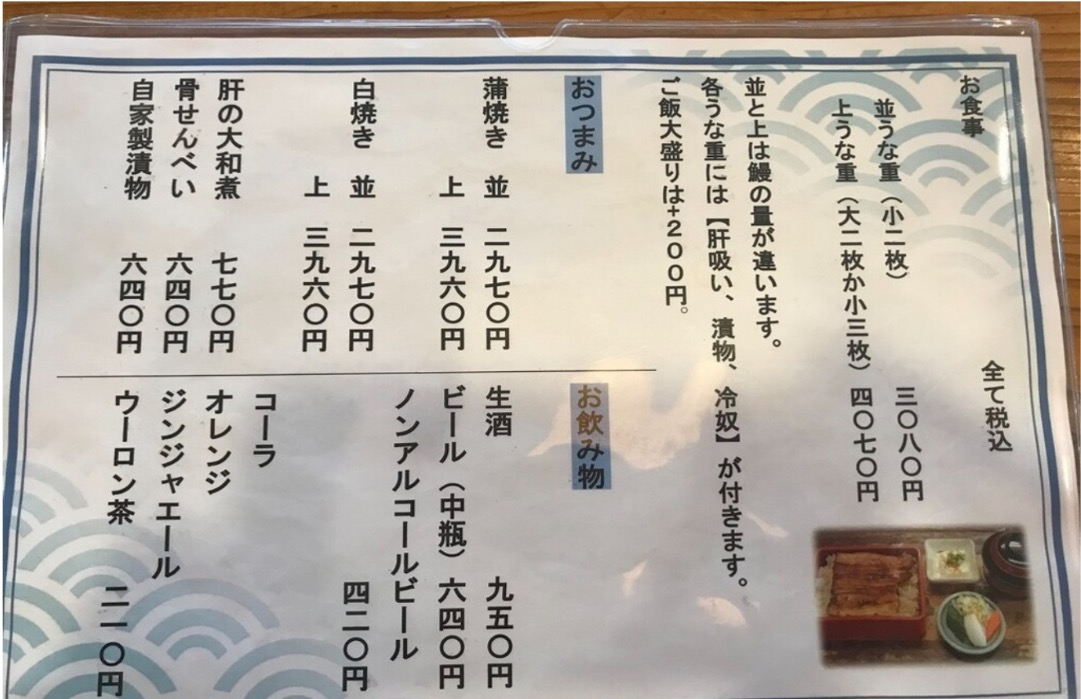 お食事
全て税込
並うな重(小二枚) 三〇八〇円
上うな重(大二枚か小三枚) 四〇七〇円
並と上は鰻の量が違います。
各うな重には【肝吸い、漬物、冷奴】が付きます。
ご飯大盛りは+200円。
おつまみ
蒲焼き 並 二九七〇円
上 三九六〇円
白焼き 並 二九七〇円
上 三九六〇円
肝の大和煮 七七〇円
骨せんべい 六四〇円
自家製漬物 六四〇円
お飲み物
生酒 九五〇円
ビール(中瓶) 六四〇円
ノンアルコールビール
四二〇円
コーラ
オレンジ
ジンジャエール
ウーロン茶 二一〇円